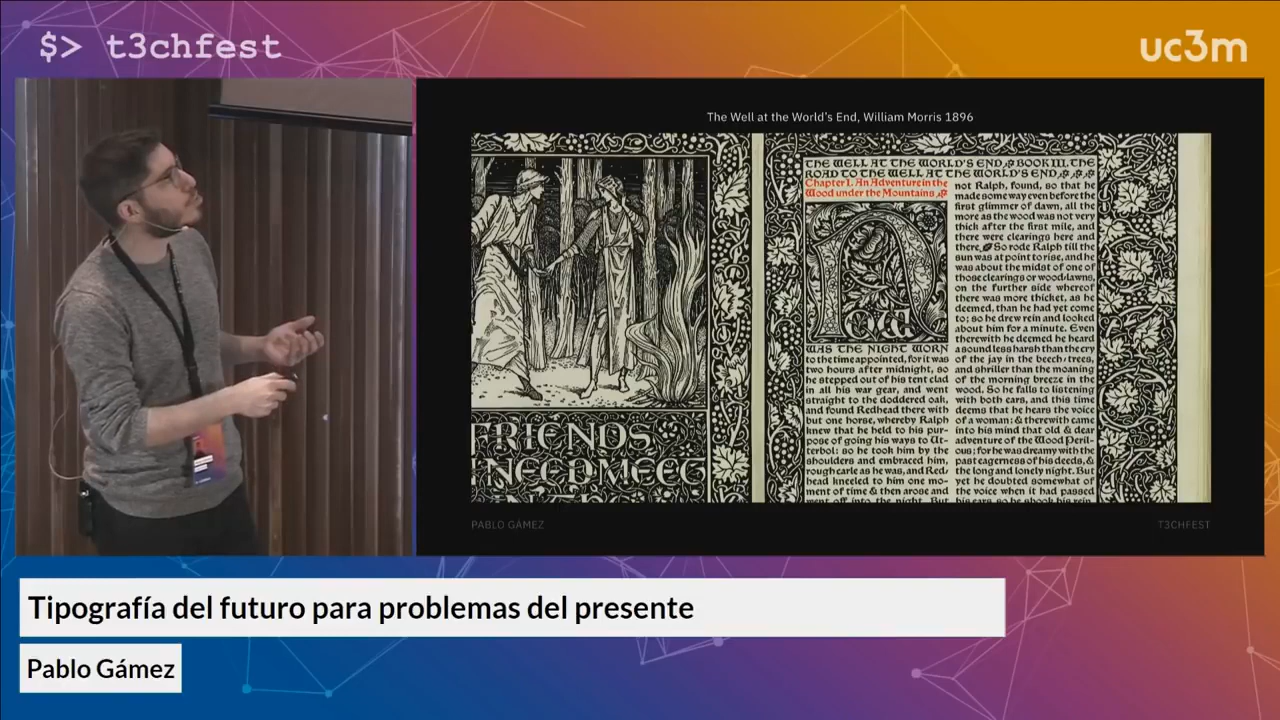 $> t3chfest
uc3m
The Well at the World's End, William Morris 1896
THE WELL AT THE WORLD'S END, BOOK III. THE
ROAD TO THE WELL AT THE WORLD'S END,
Chapter I. An Adventure in the
Wood under the Mountains
NOW
WAS THE NIGHT WORN
to the time appointed, for it was
two hours after midnight, so
he stepped out of his tent clad
in all his war gear, and went
straight to the doddered oak,
and found Redhead there with
but one horse, whereby Ralph
knew that he held to his pur-
pose of going his ways to Ut-
terbol: so he took him by the
shoulders and embraced him,
rough carle as he was, and Red-
head kneeled to him one mo-
ment of time & then arose and
went off into the night. But
not Ralph, found, so that he
made some way even before the
first glimmer of dawn, all the
more as the wood was not very
thick after the first mile, and
there were clearings here and
there. So rode Ralph till the
sun was at point to rise, and he
was about the midst of one of
those clearings or wood-lawns,
on the further side whereof
there was more thicket, as he
deemed, than he had yet come
to; so he drew rein and looked
about him for a minute. Even
therewith he deemed he heard
a sound less harsh than the cry
of the jay in the beech-trees,
and shriller than the moaning
of the morning breeze in the
wood. So he falls to listening
with both ears, and this time
deems that he hears the voice
of a woman: & therewith came
into his mind that old & dear
adventure of the Wood Peril-
ous; for he was dreamy with the
past eagerness of his deeds, &
the long and lonely night. But
yet he doubted somewhat of
the voice when it had passed
his ears, so he shook his rein,
FRIENDS
INNEED MEET
PABLO GÁMEZ
T3CHFEST
Tipografía del futuro para problemas del presente
Pablo Gámez